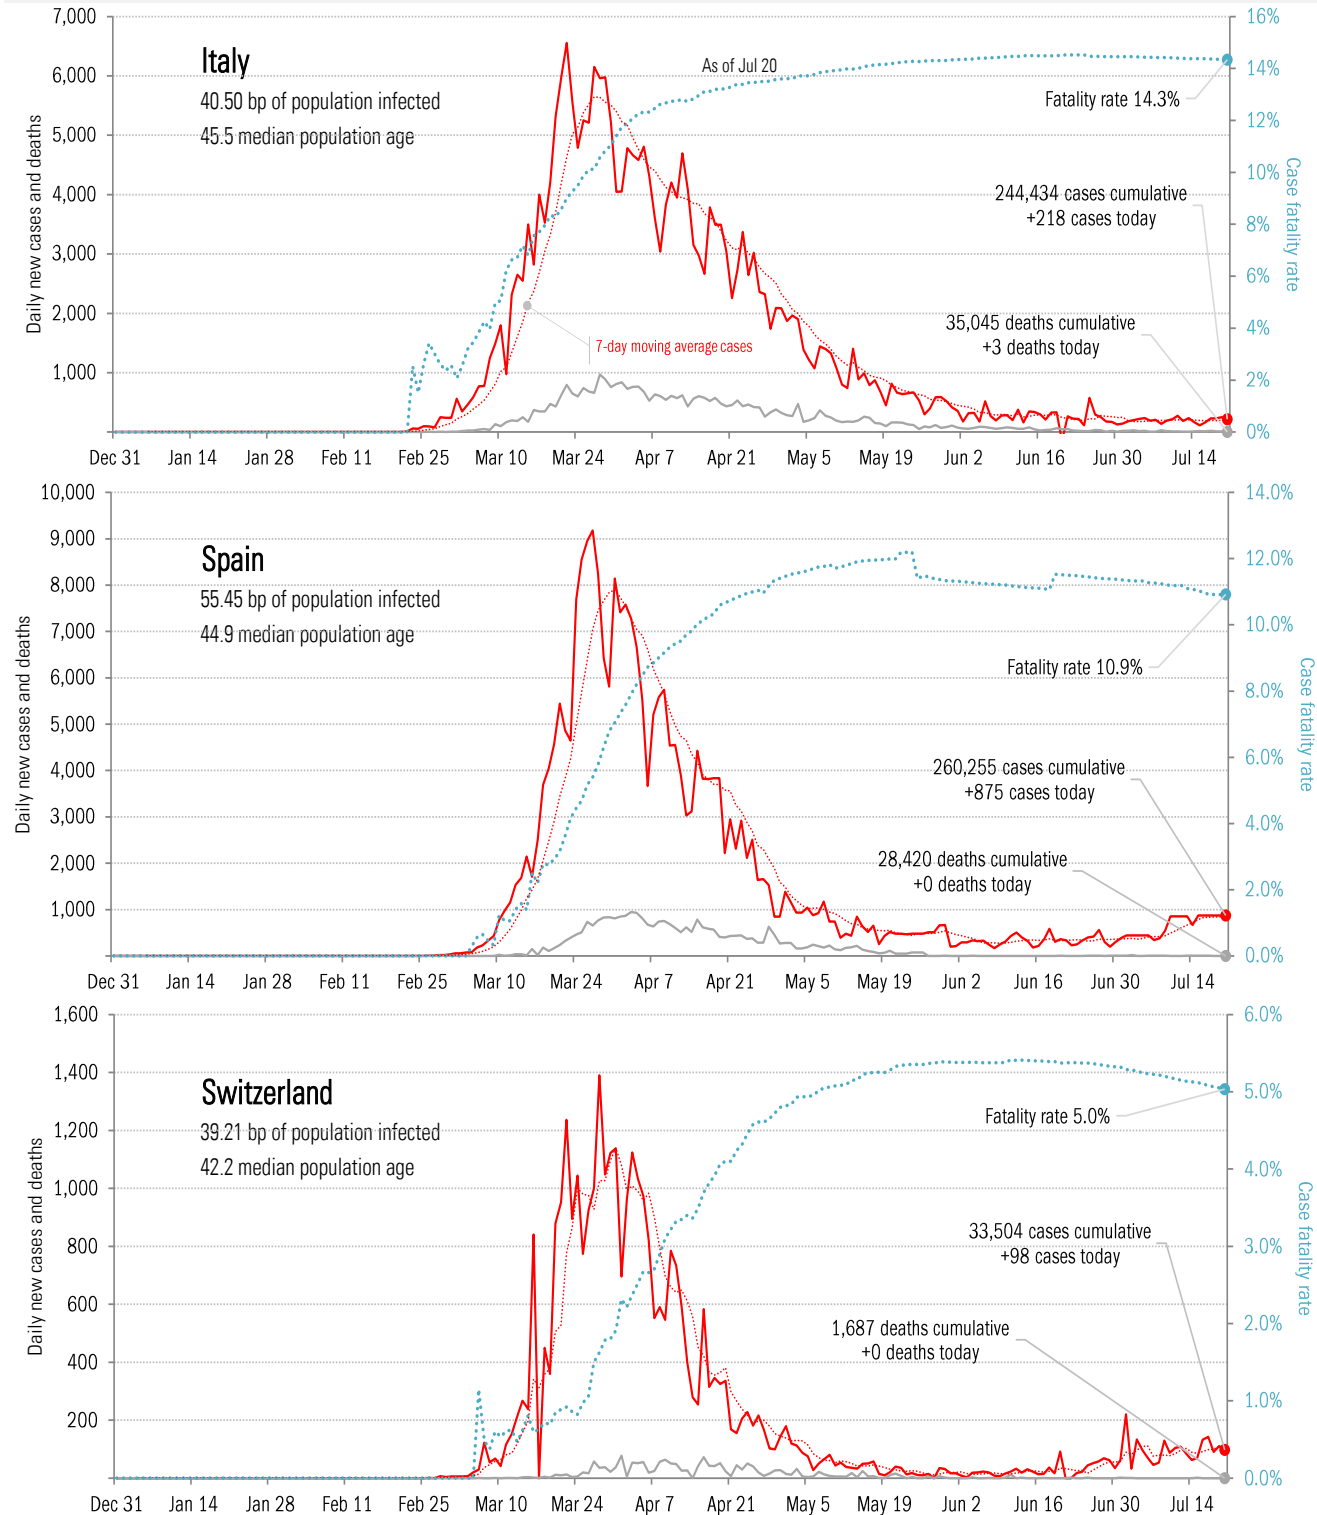 7,000
6,000
5,000
4,000
3,000
2,000
1,000
Daily new cases and deaths
Italy
40.50 bp of population infected
45.5 median population age
As of Jul 20
7-day moving average cases
Fatality rate 14.3%
244,434 cases cumulative
+218 cases today
35,045 deaths cumulative
+3 deaths today
16%
14%
12%
10%
8%
6%
4%
2%
0%
Case fatality rate
Dec 31 Jan 14 Jan 28 Feb 11 Feb 25 Mar 10 Mar 24 Apr 7 Apr 21 May 5 May 19 Jun 2 Jun 16 Jun 30 Jul 14
10,000
9,000
8,000
7,000
6,000
5,000
4,000
3,000
2,000
1,000
Daily new cases and deaths
Spain
55.45 bp of population infected
44.9 median population age
Fatality rate 10.9%
260,255 cases cumulative
+875 cases today
28,420 deaths cumulative
+0 deaths today
14.0%
12.0%
10.0%
8.0%
6.0%
4.0%
2.0%
0.0%
Case fatality rate
Dec 31 Jan 14 Jan 28 Feb 11 Feb 25 Mar 10 Mar 24 Apr 7 Apr 21 May 5 May 19 Jun 2 Jun 16 Jun 30 Jul 14
1,600
1,400
1,200
1,000
800
600
400
200
Daily new cases and deaths
Switzerland
39.21 bp of population infected
42.2 median population age
Fatality rate 5.0%
33,504 cases cumulative
+98 cases today
1,687 deaths cumulative
+0 deaths today
6.0%
5.0%
4.0%
3.0%
2.0%
1.0%
0.0%
Case fatality rate
Dec 31 Jan 14 Jan 28 Feb 11 Feb 25 Mar 10 Mar 24 Apr 7 Apr 21 May 5 May 19 Jun 2 Jun 16 Jun 30 Jul 14